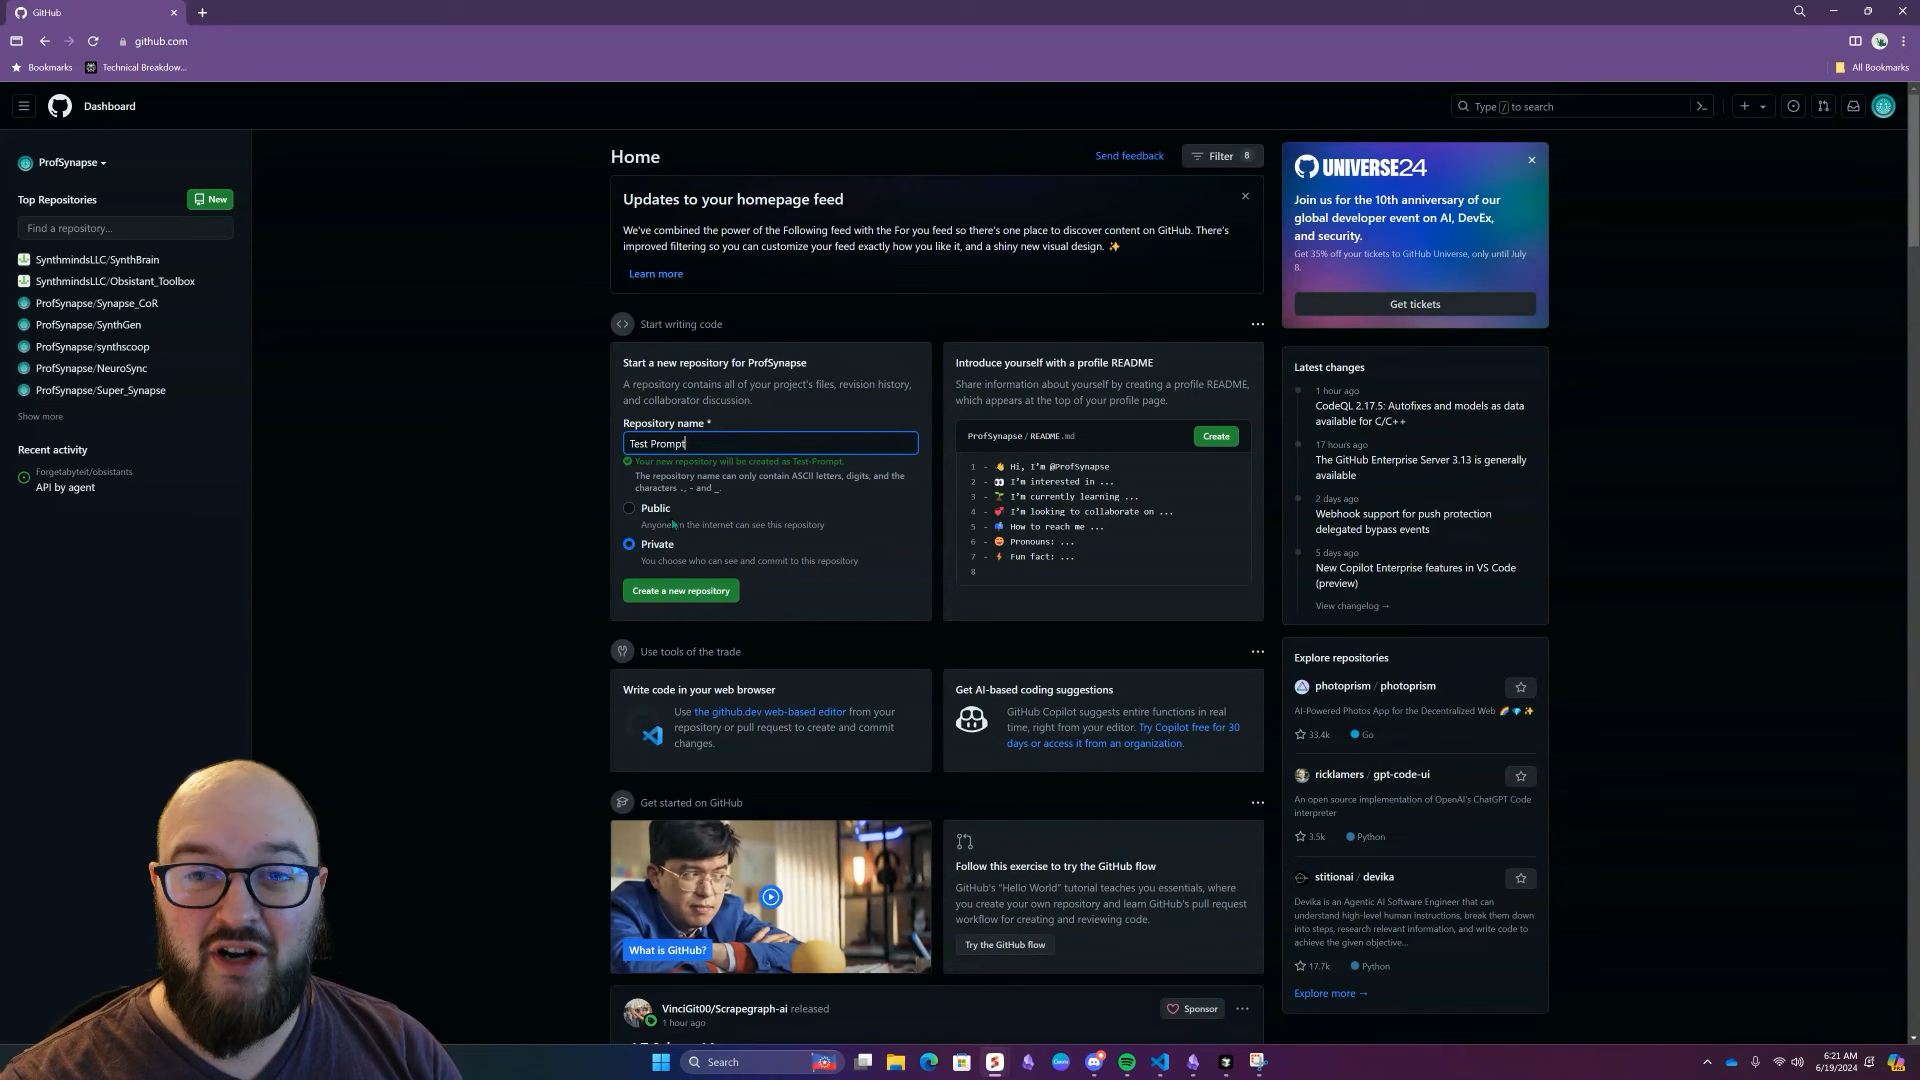 GitHub
github.com
Bookmarks
Technical Breakdow...
All Bookmarks
Dashboard
Type / to search
ProfSynapse
Top Repositories
New
Find a repository...
SynthmindsLLC/SynthBrain
SynthmindsLLC/Obsistant_Toolbox
ProfSynapse/Synapse_CoR
ProfSynapse/SynthGen
ProfSynapse/synthscoop
ProfSynapse/NeuroSync
ProfSynapse/Super_Synapse
Show more
Recent activity
Forgetabyteit/obsistants
API by agent
Home
Send feedback
Filter 8
Updates to your homepage feed
We've combined the power of the Following feed with the For you feed so there's one place to discover content on GitHub. There's
improved filtering so you can customize your feed exactly how you like it, and a shiny new visual design. ✨
Learn more
Start writing code
Start a new repository for ProfSynapse
A repository contains all of your project's files, revision history,
and collaborator discussion.
Repository name *
Test Prompt
Your new repository will be created as Test-Prompt.
The repository name can only contain ASCII letters, digits, and the
characters ., - and _.
Public
Anyone on the internet can see this repository
Private
You choose who can see and commit to this repository
Create a new repository
Introduce yourself with a profile README
Share information about yourself by creating a profile README,
which appears at the top of your profile page.
ProfSynapse / README.md
Create
1 - 👋 Hi, I'm @ProfSynapse
2 - 👀 I'm interested in ...
3 - 🌱 I'm currently learning ...
4 - 💞️ I'm looking to collaborate on ...
5 - 📫 How to reach me ...
6 - 😄 Pronouns: ...
7 - ⚡ Fun fact: ...
8
Use tools of the trade
Write code in your web browser
Use the github.dev web-based editor from your
repository or pull request to create and commit
changes.
Get AI-based coding suggestions
GitHub Copilot suggests entire functions in real
time, right from your editor. Try Copilot free for 30
days or access it from an organization.
Get started on GitHub
What is GitHub?
Follow this exercise to try the GitHub flow
GitHub's "Hello World" tutorial teaches you essentials, where
you create your own repository and learn GitHub's pull request
workflow for creating and reviewing code.
Try the GitHub flow
VinciGit00/Scrapegraph-ai released
1 hour ago
Sponsor
UNIVERSE24
Join us for the 10th anniversary of our
global developer event on AI, DevEx,
and security.
Get 35% off your tickets to GitHub Universe, only until July
8.
Get tickets
Latest changes
1 hour ago
CodeQL 2.17.5: Autofixes and models as data
available for C/C++
17 hours ago
The GitHub Enterprise Server 3.13 is generally
available
2 days ago
Webhook support for push protection
delegated bypass events
5 days ago
New Copilot Enterprise features in VS Code
(preview)
View changelog →
Explore repositories
photoprism / photoprism
AI-Powered Photos App for the Decentralized Web 🌈💎✨
33.4k Go
ricklamers / gpt-code-ui
An open source implementation of OpenAI's ChatGPT Code
interpreter
3.5k Python
stitionai / devika
Devika is an Agentic AI Software Engineer that can
understand high-level human instructions, break them down
into steps, research relevant information, and write code to
achieve the given objective...
17.7k Python
Explore more →
Search
6:21 AM
6/19/2024